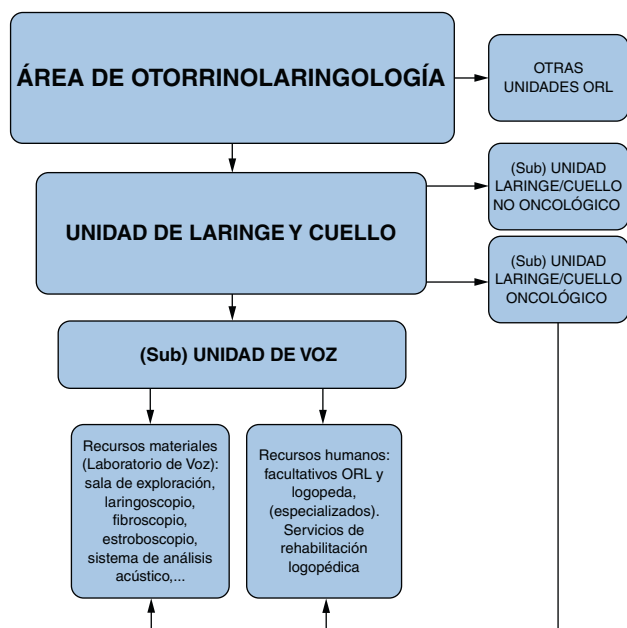 ÁREA DE OTORRINOLARINGOLOGÍA
OTRAS
UNIDADES ORL
UNIDAD DE LARINGE Y CUELLO
(Sub) UNIDAD
LARINGE/CUELLO
NO ONCOLÓGICO
(Sub) UNIDAD
LARINGE/CUELLO
ONCOLÓGICO
(Sub) UNIDAD DE VOZ
Recursos materiales
(Laboratorio de Voz):
sala de exploración,
laringoscopio,
fibroscopio,
estroboscopio,
sistema de análisis
acústico,...
Recursos humanos:
facultativos ORL y
logopeda,
(especializados).
Servicios de
rehabilitación
logopédica